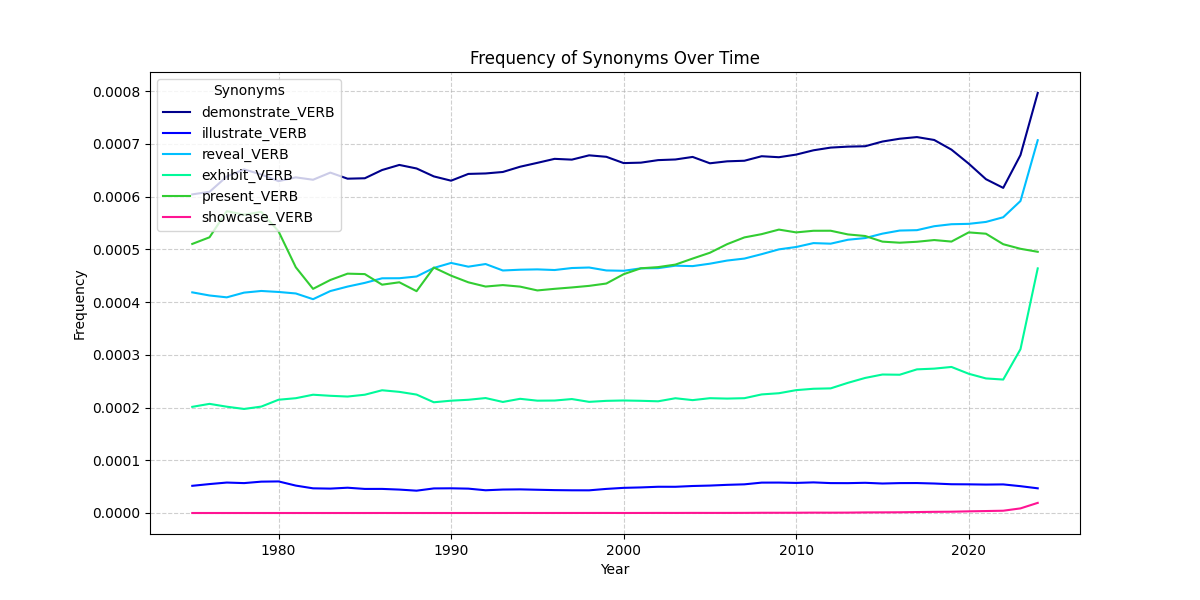 Frequency of Synonyms Over Time
Synonyms
demonstrate_VERB
illustrate_VERB
reveal_VERB
exhibit_VERB
present_VERB
showcase_VERB
Frequency
0.0008
0.0007
0.0006
0.0005
0.0004
0.0003
0.0002
0.0001
0.0000
1980 1990 2000 2010 2020
Year